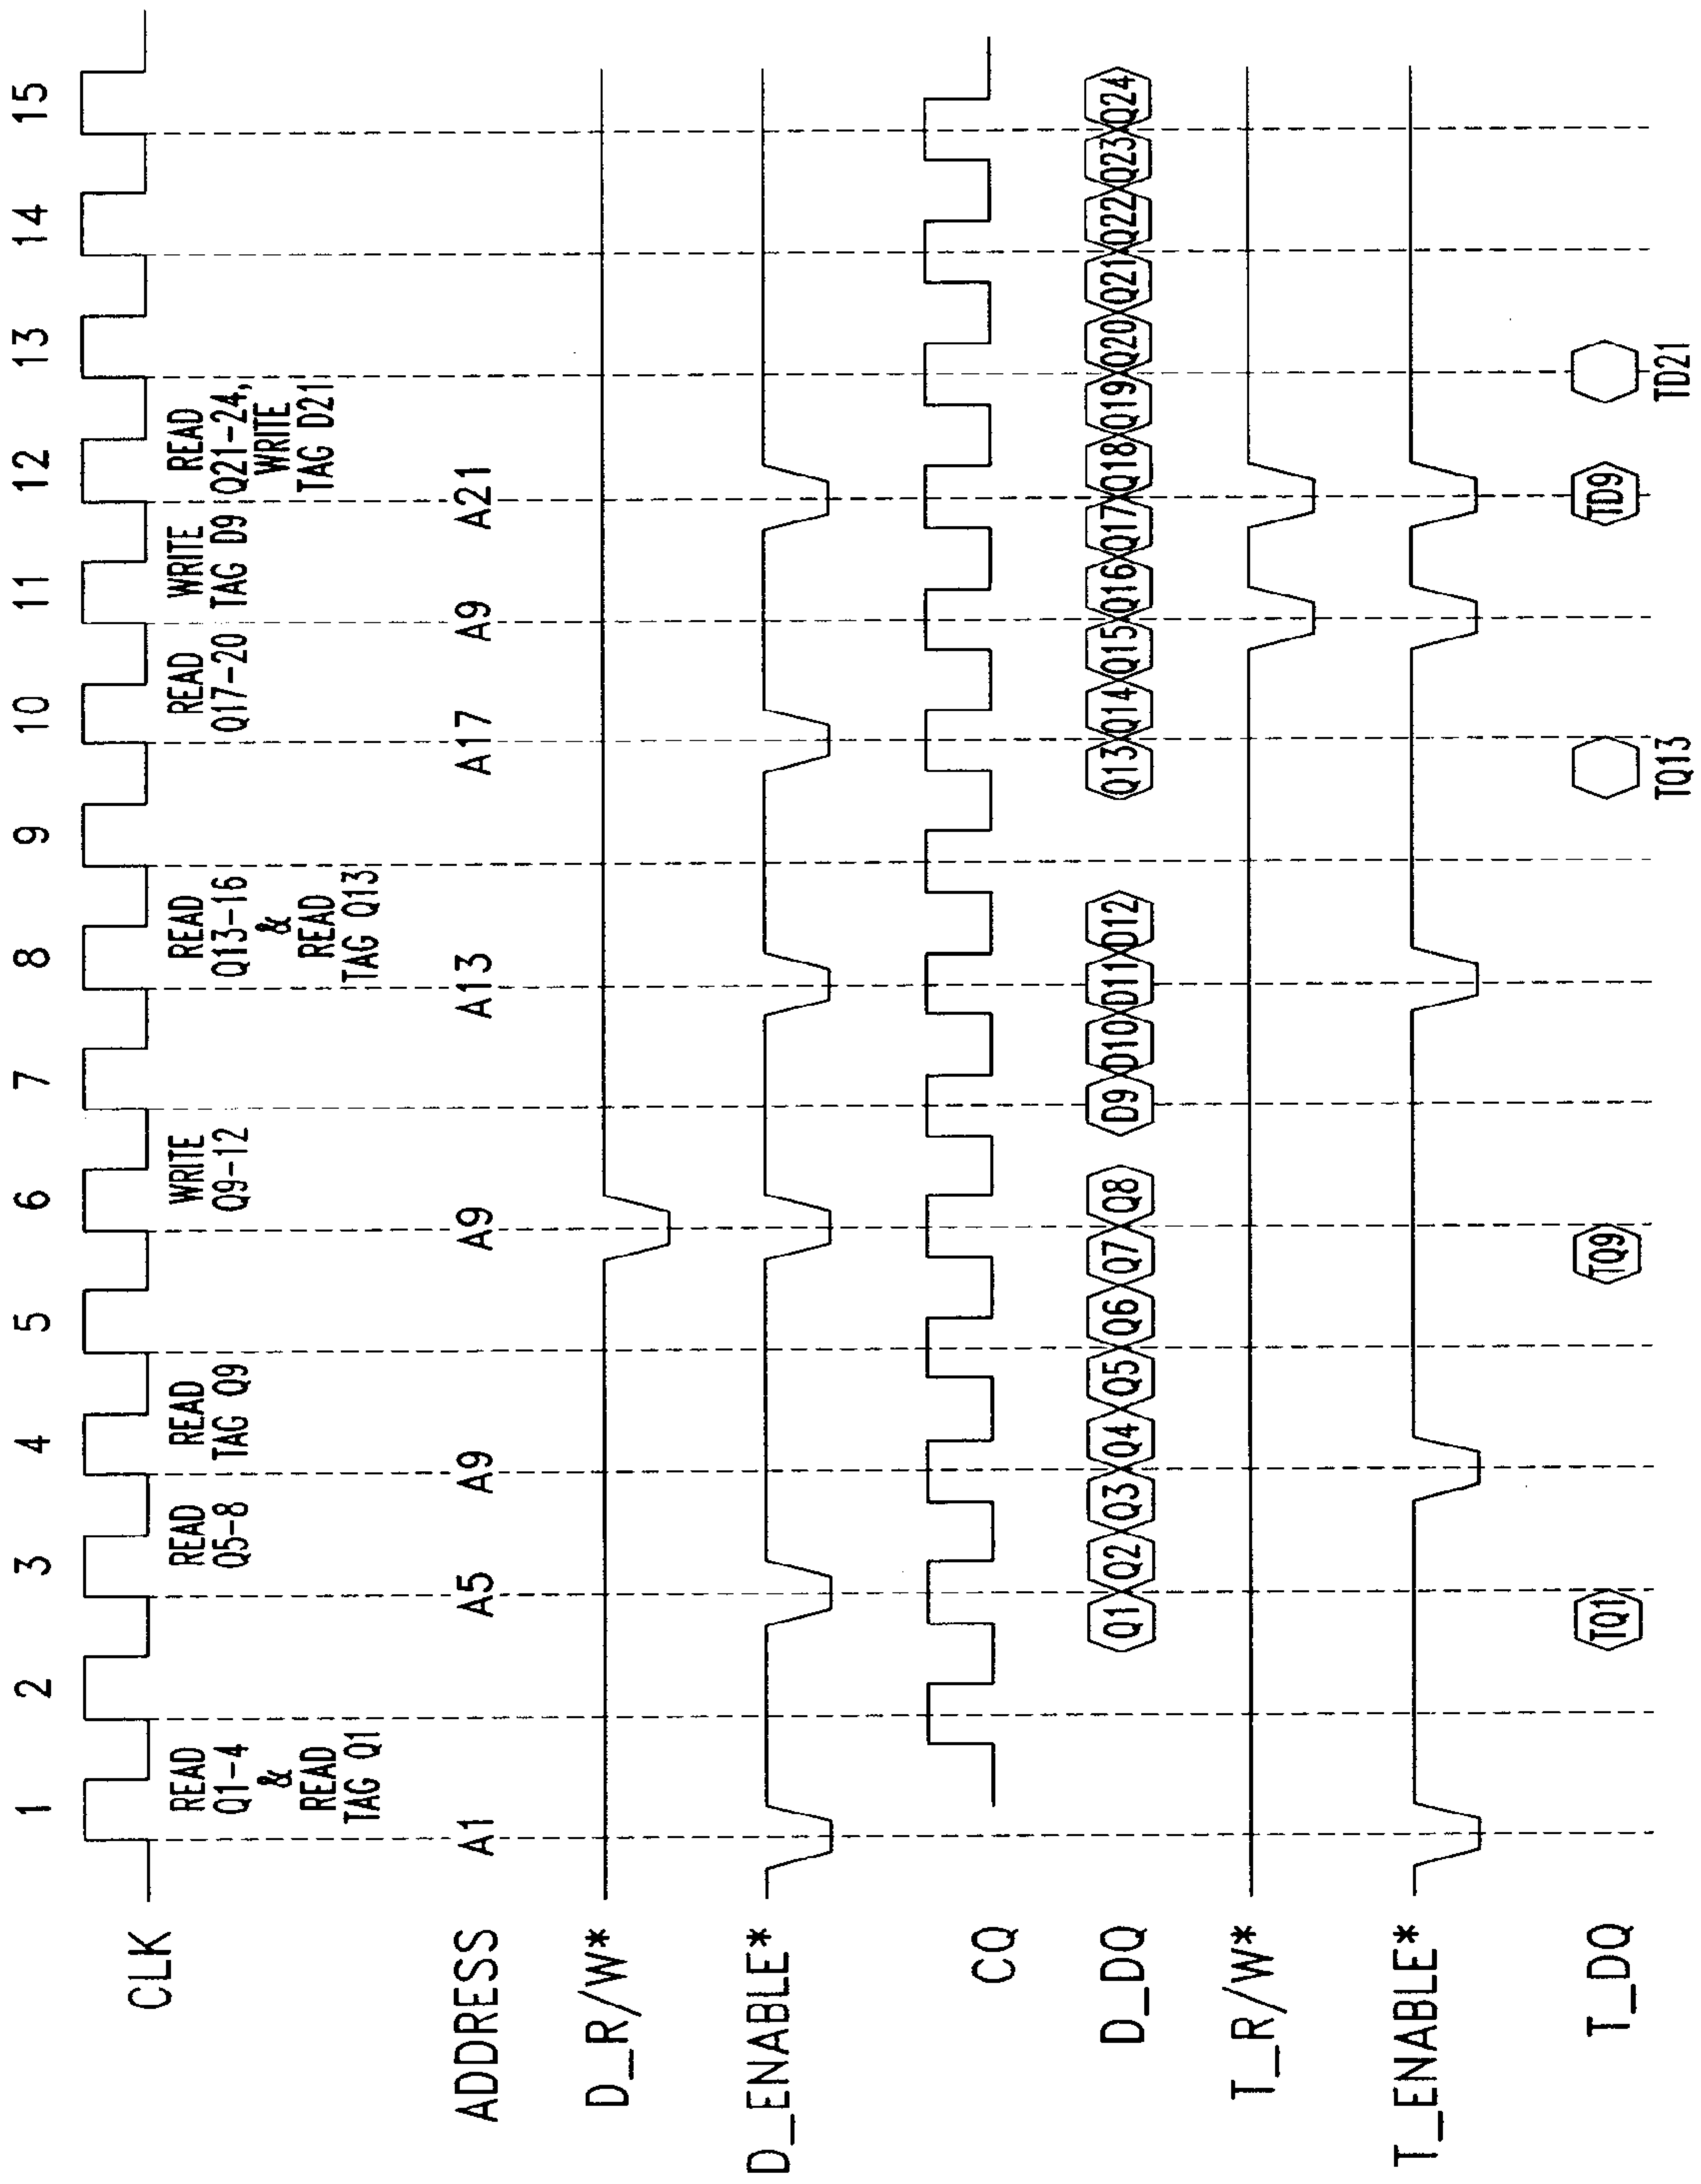 1 2 3 4 5 6 7 8 9 10 11 12 13 14 15
CLK
READ
Q1-4
&
READ
TAG Q1
READ
Q5-8
READ
TAG Q9
WRITE
Q9-12
READ
Q13-16
&
READ
TAG Q13
READ
Q17-20
WRITE
TAG D9
READ
Q21-24,
WRITE
TAG D21
ADDRESS A1 A5 A9 A9 A13 A17 A9 A21
D_R/W*
D_ENABLE*
CQ
D_DQ Q1 Q2 Q3 Q4 Q5 Q6 Q7 Q8 D9 D10 D11 D12 Q13 Q14 Q15 Q16 Q17 Q18 Q19 Q20 Q21 Q22 Q23 Q24
T_R/W*
T_ENABLE*
T_DQ TQ1 TQ9 TD9
TQ13 TD21